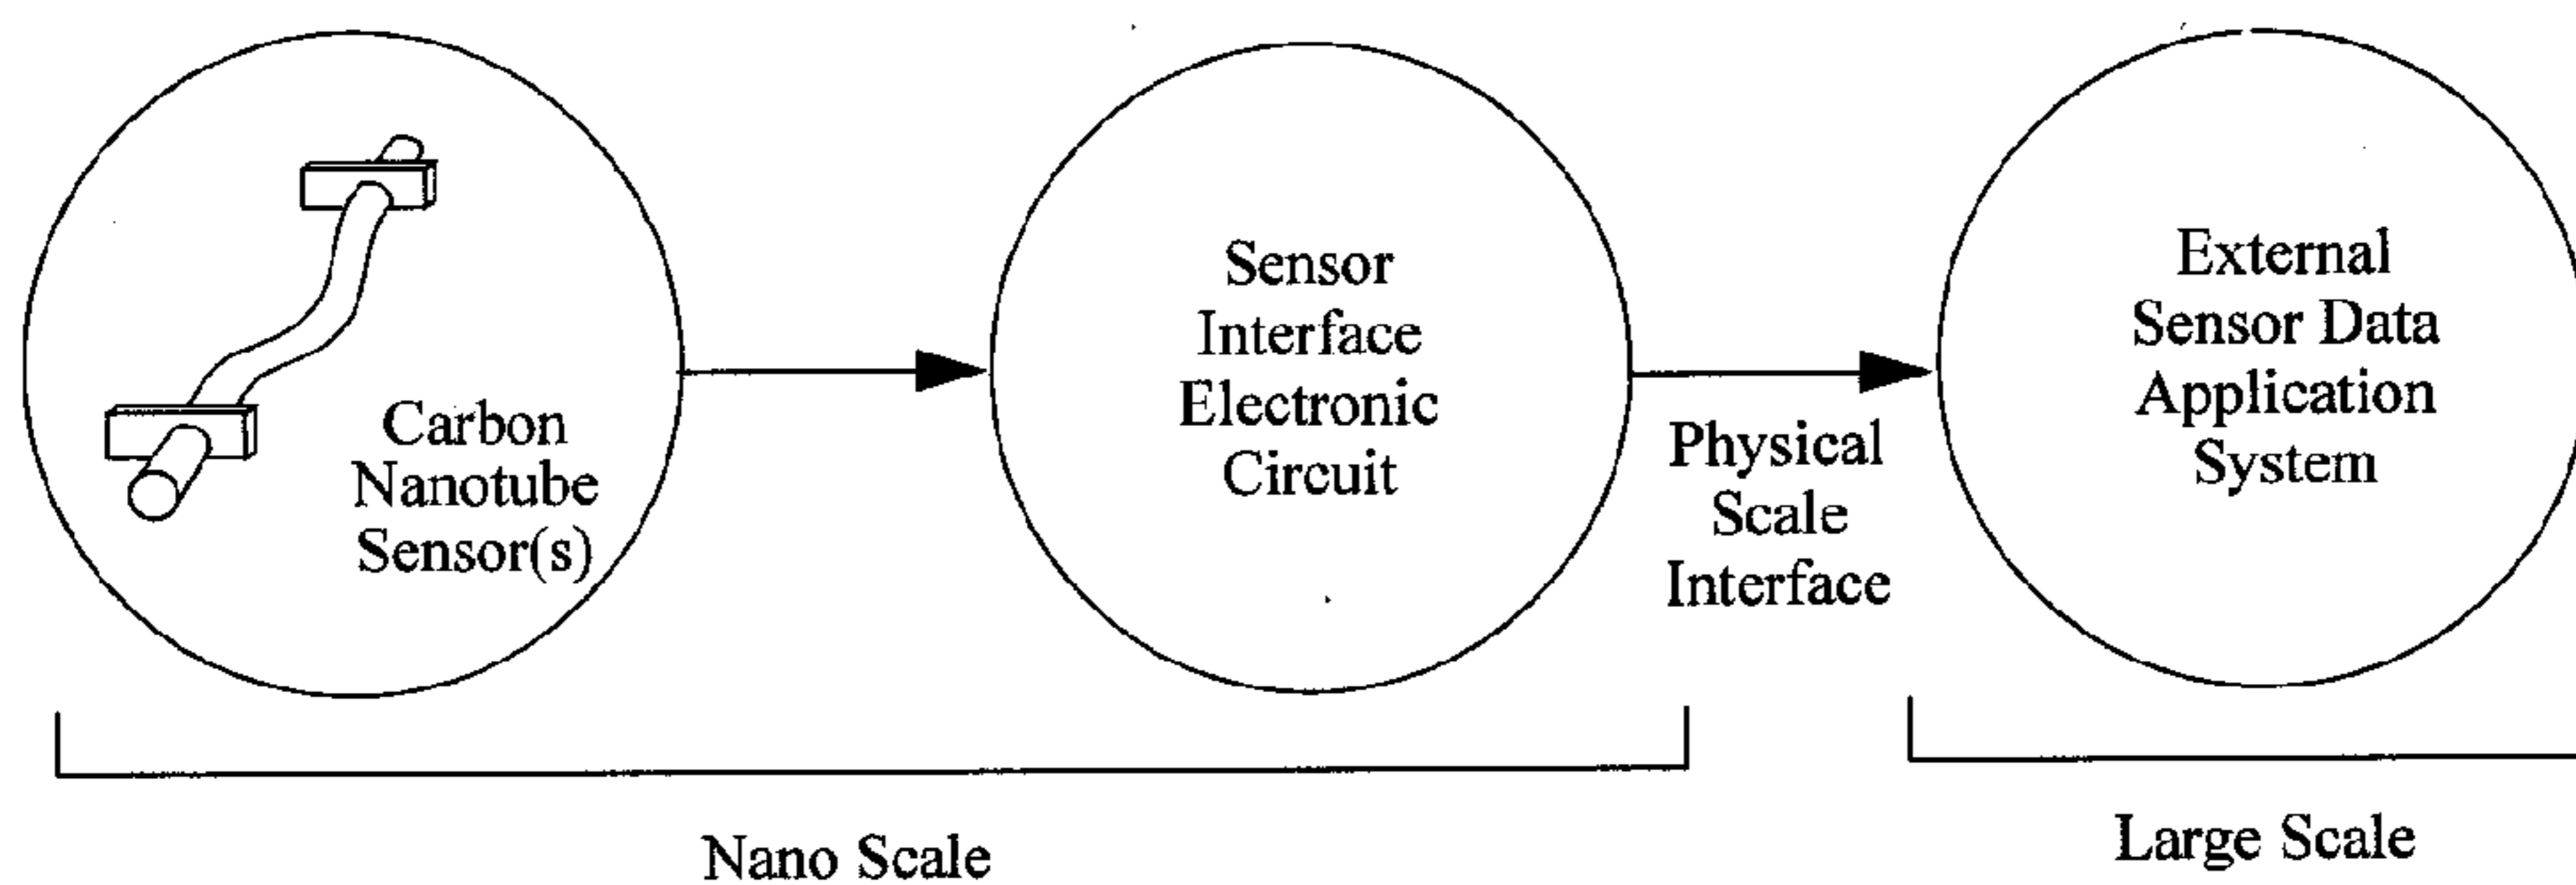 Carbon
Nanotube
Sensor(s)
Sensor
Interface
Electronic
Circuit
Physical
Scale
Interface
External
Sensor Data
Application
System
Nano Scale
Large Scale